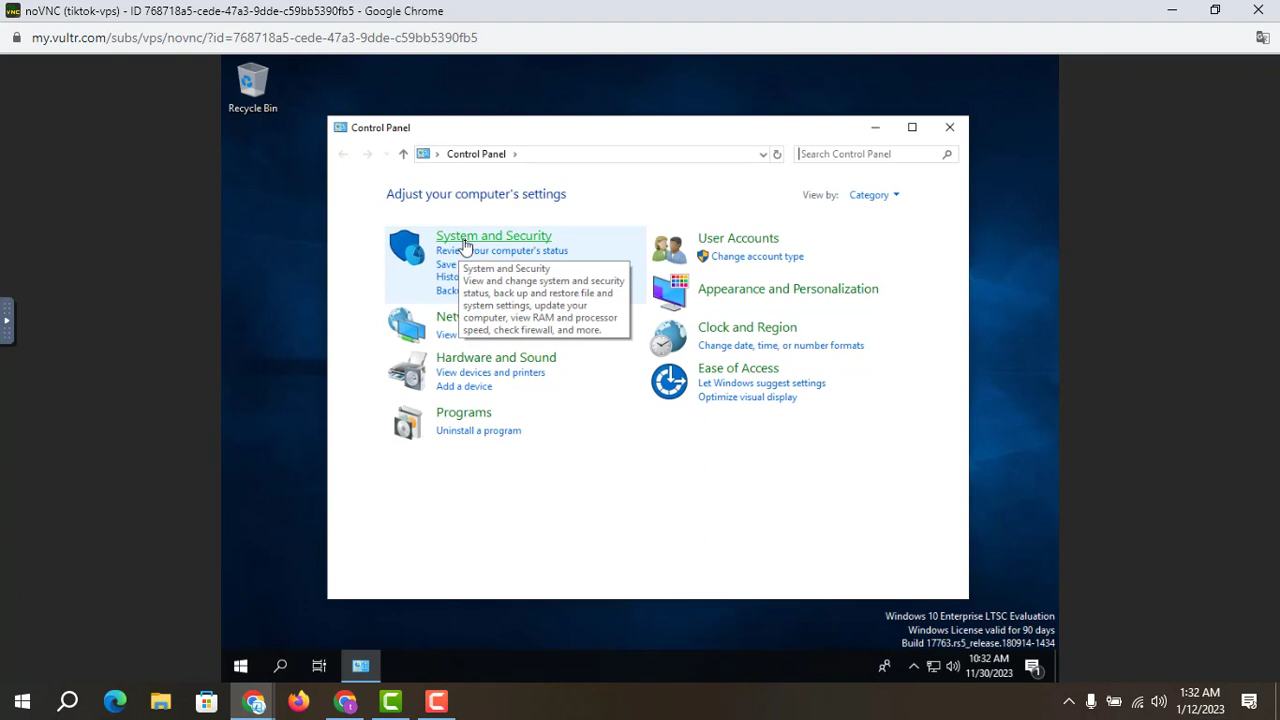 noVNC (tiktok-vps) - ID 768718a5-cede-47a3-9dde-c59bb5390fb5 - Google Chrome
my.vultr.com/subs/vps/novnc/?id=768718a5-cede-47a3-9dde-c59bb5390fb5
Recycle Bin
Control Panel
Control Panel
Search Control Panel
Adjust your computer's settings
View by: Category
System and Security
Review your computer's status
Save
Histo
Back
System and Security
View and change system and security
status, back up and restore file and
system settings, update your
computer, view RAM and processor
speed, check firewall, and more.
Net
View
Hardware and Sound
View devices and printers
Add a device
Programs
Uninstall a program
User Accounts
Change account type
Appearance and Personalization
Clock and Region
Change date, time, or number formats
Ease of Access
Let Windows suggest settings
Optimize visual display
Windows 10 Enterprise LTSC Evaluation
Windows License valid for 90 days
Build 17763.rs5_release.180914-1434
10:32 AM
11/30/2023
1
1:32 AM
1/12/2023